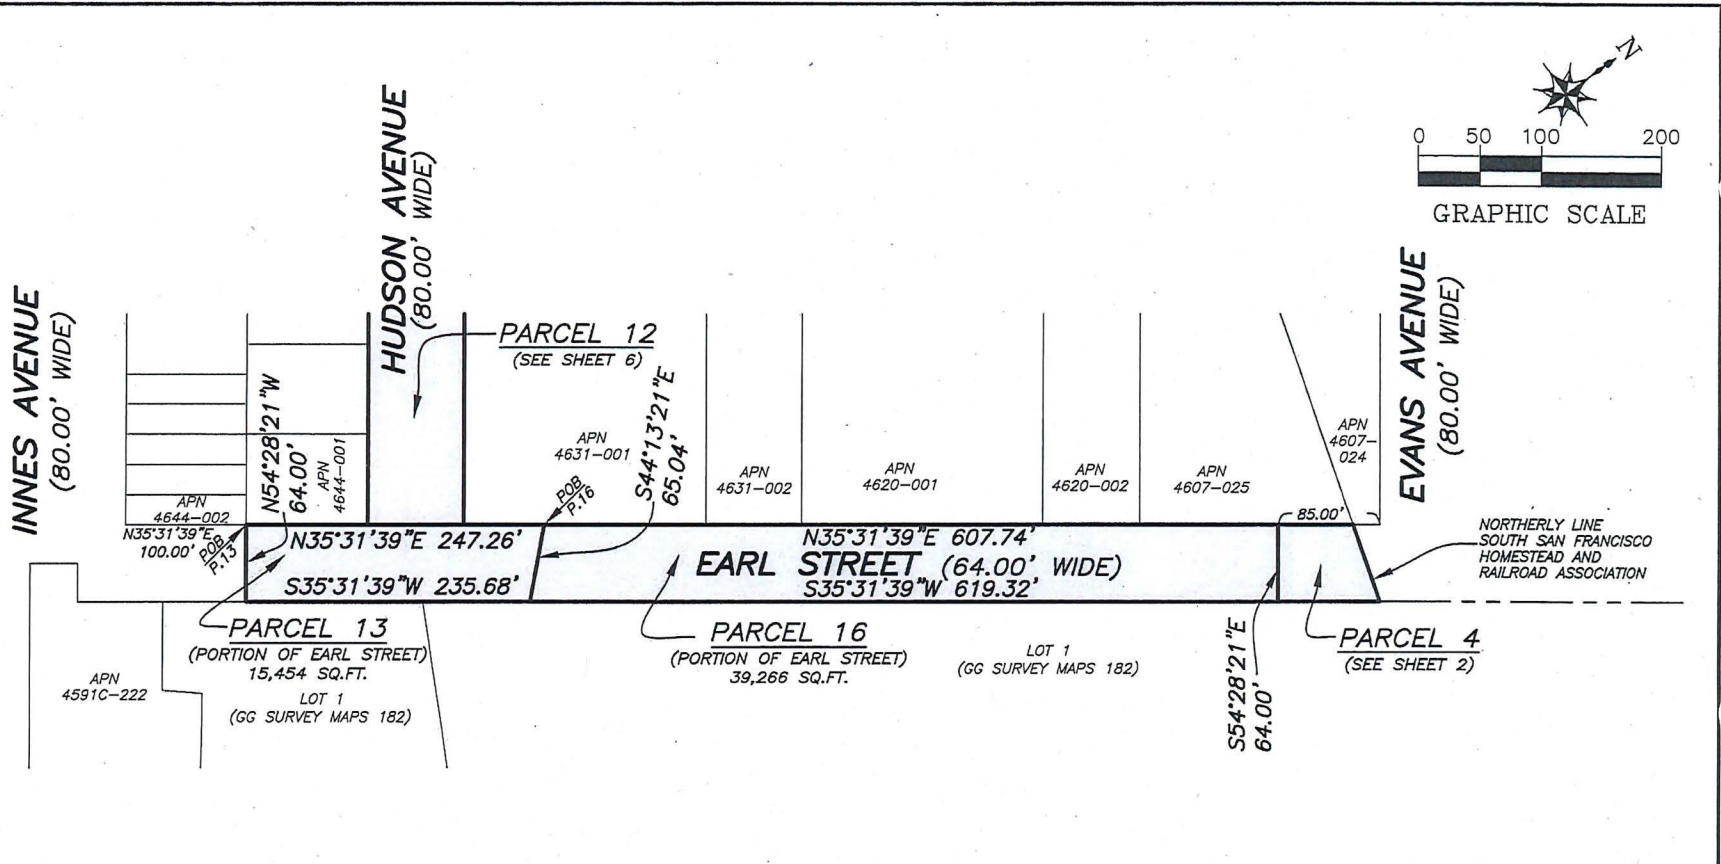 N
0 50 100 200
GRAPHIC SCALE
INNES AVENUE
(80.00' WIDE)
HUDSON AVENUE
(80.00' WIDE)
EVANS AVENUE
(80.00' WIDE)
PARCEL 12
(SEE SHEET 6)
N54°28'21"W
64.00'
APN
4644-001
APN
4644-002
N35°31'39"E
100.00'
POB
P.13
APN
4631-001
POB
P.16
S44°13'21"E
65.04'
APN
4631-002
APN
4620-001
APN
4620-002
APN
4607-025
APN
4607-
024
85.00'
NORTHERLY LINE
SOUTH SAN FRANCISCO
HOMESTEAD AND
RAILROAD ASSOCIATION
N35°31'39"E 247.26'
S35°31'39"W 235.68'
N35°31'39"E 607.74'
EARL STREET (64.00' WIDE)
S35°31'39"W 619.32'
PARCEL 13
(PORTION OF EARL STREET)
15,454 SQ.FT.
LOT 1
(GG SURVEY MAPS 182)
APN
4591C-222
PARCEL 16
(PORTION OF EARL STREET)
39,266 SQ.FT.
LOT 1
(GG SURVEY MAPS 182)
S54°28'21"E
64.00'
PARCEL 4
(SEE SHEET 2)